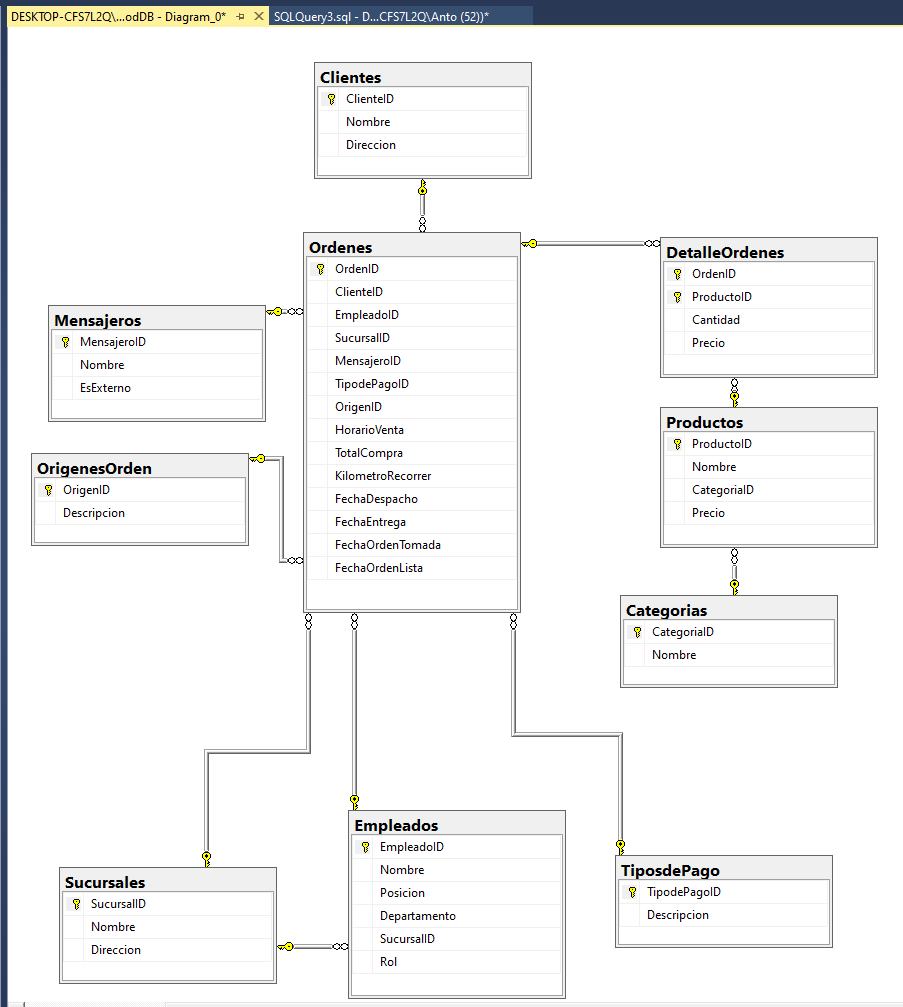 DESKTOP-CFS7L2Q\...odDB - Diagram_0*
SQLQuery3.sql - D...CFS7L2Q\Anto (52))*
Clientes
ClienteID
Nombre
Direccion
Ordenes
OrdenID
ClienteID
EmpleadoID
SucursalID
MensajeroID
TipodePagoID
OrigenID
HorarioVenta
TotalCompra
KilometroRecorrer
FechaDespacho
FechaEntrega
FechaOrdenTomada
FechaOrdenLista
DetalleOrdenes
OrdenID
ProductoID
Cantidad
Precio
Mensajeros
MensajeroID
Nombre
EsExterno
Productos
ProductoID
Nombre
CategoriaID
Precio
OrigenesOrden
OrigenID
Descripcion
Categorias
CategoriaID
Nombre
Empleados
EmpleadoID
Nombre
Posicion
Departamento
SucursalID
Rol
Sucursales
SucursalID
Nombre
Direccion
TiposdePago
TipodePagoID
Descripcion